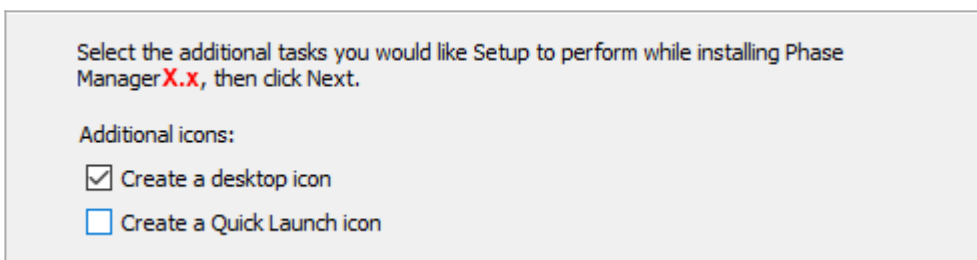 Select the additional tasks you would like Setup to perform while installing Phase
Manager X.x, then click Next.
Additional icons:
Create a desktop icon
Create a Quick Launch icon